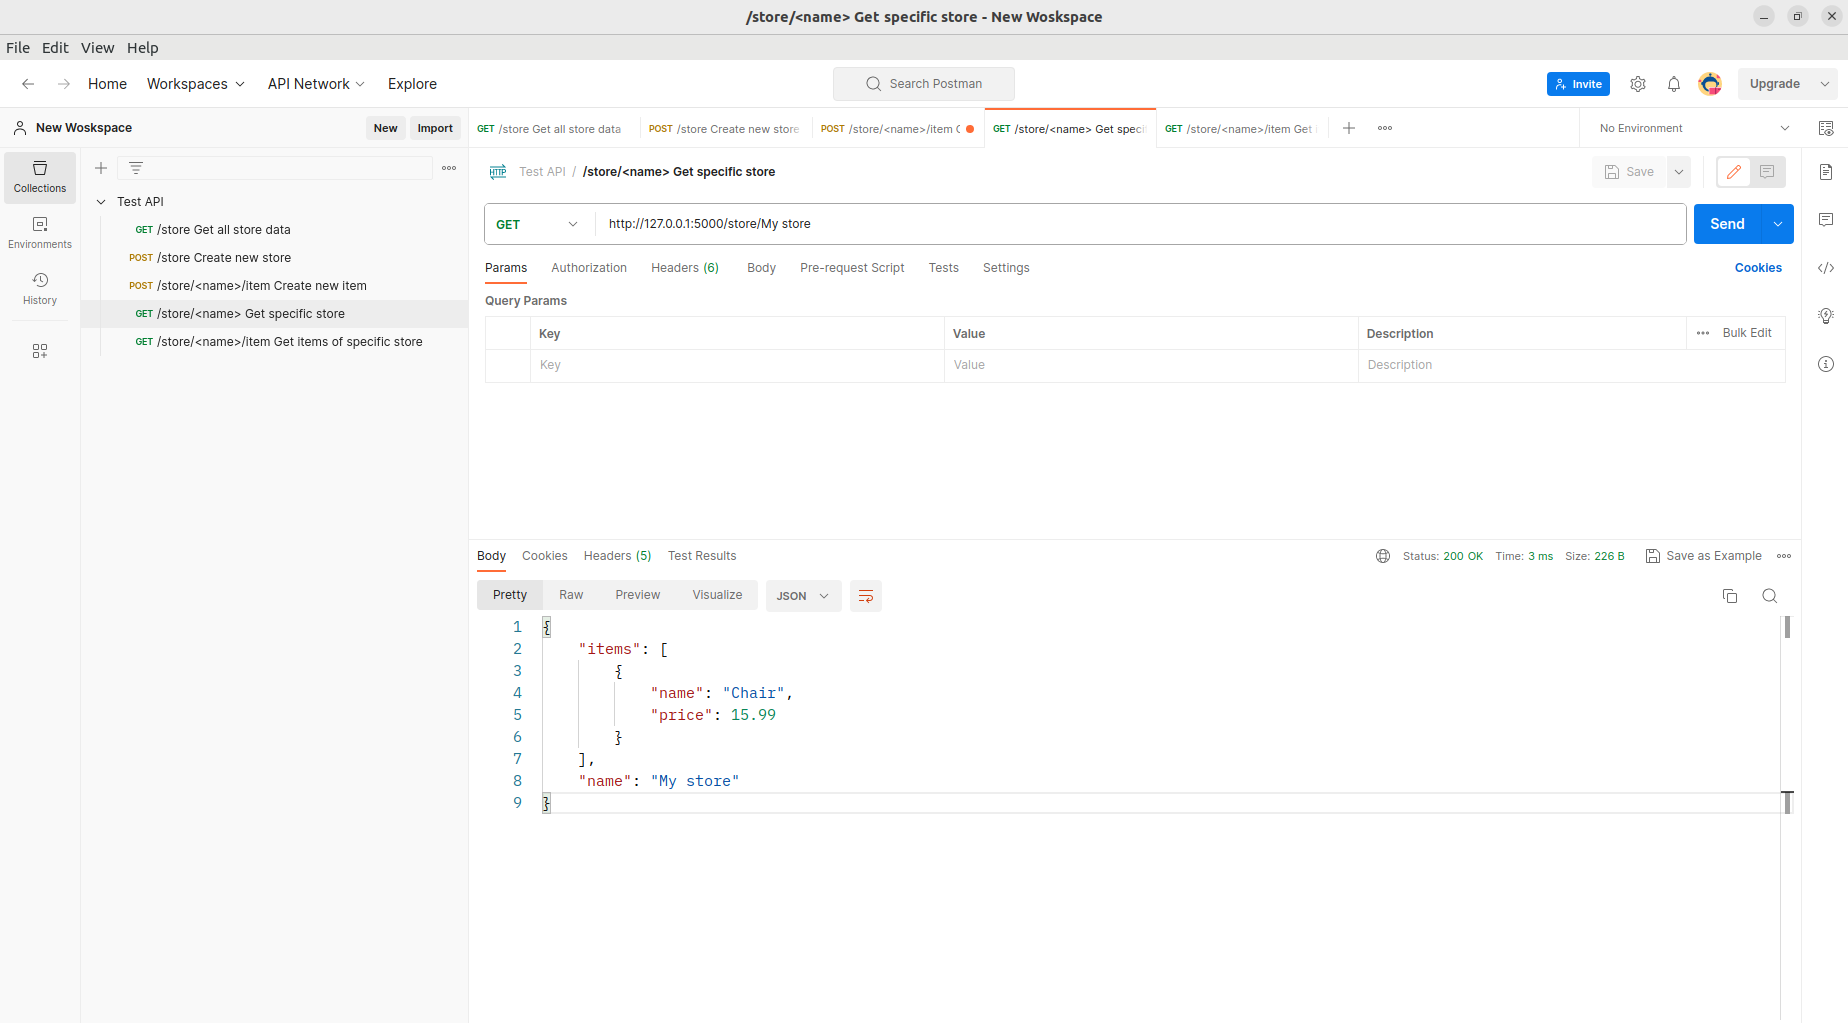 /store/<name> Get specific store - New Woskspace
File Edit View Help
Home Workspaces API Network Explore
Search Postman
Invite
Upgrade
New Woskspace
New Import
GET /store Get all store data
POST /store Create new store
POST /store/<name>/item C
GET /store/<name> Get speci
GET /store/<name>/item Get
No Environment
Collections
Environments
History
Test API
GET /store Get all store data
POST /store Create new store
POST /store/<name>/item Create new item
GET /store/<name> Get specific store
GET /store/<name>/item Get items of specific store
HTTP Test API / /store/<name> Get specific store
Save
GET http://127.0.0.1:5000/store/My store
Send
Params Authorization Headers (6) Body Pre-request Script Tests Settings
Cookies
Query Params
Key Value Description Bulk Edit
Key Value Description
Body Cookies Headers (5) Test Results
Status: 200 OK Time: 3 ms Size: 226 B Save as Example
Pretty Raw Preview Visualize JSON
1 {
2 "items": [
3 {
4 "name": "Chair",
5 "price": 15.99
6 }
7 ],
8 "name": "My store"
9 }